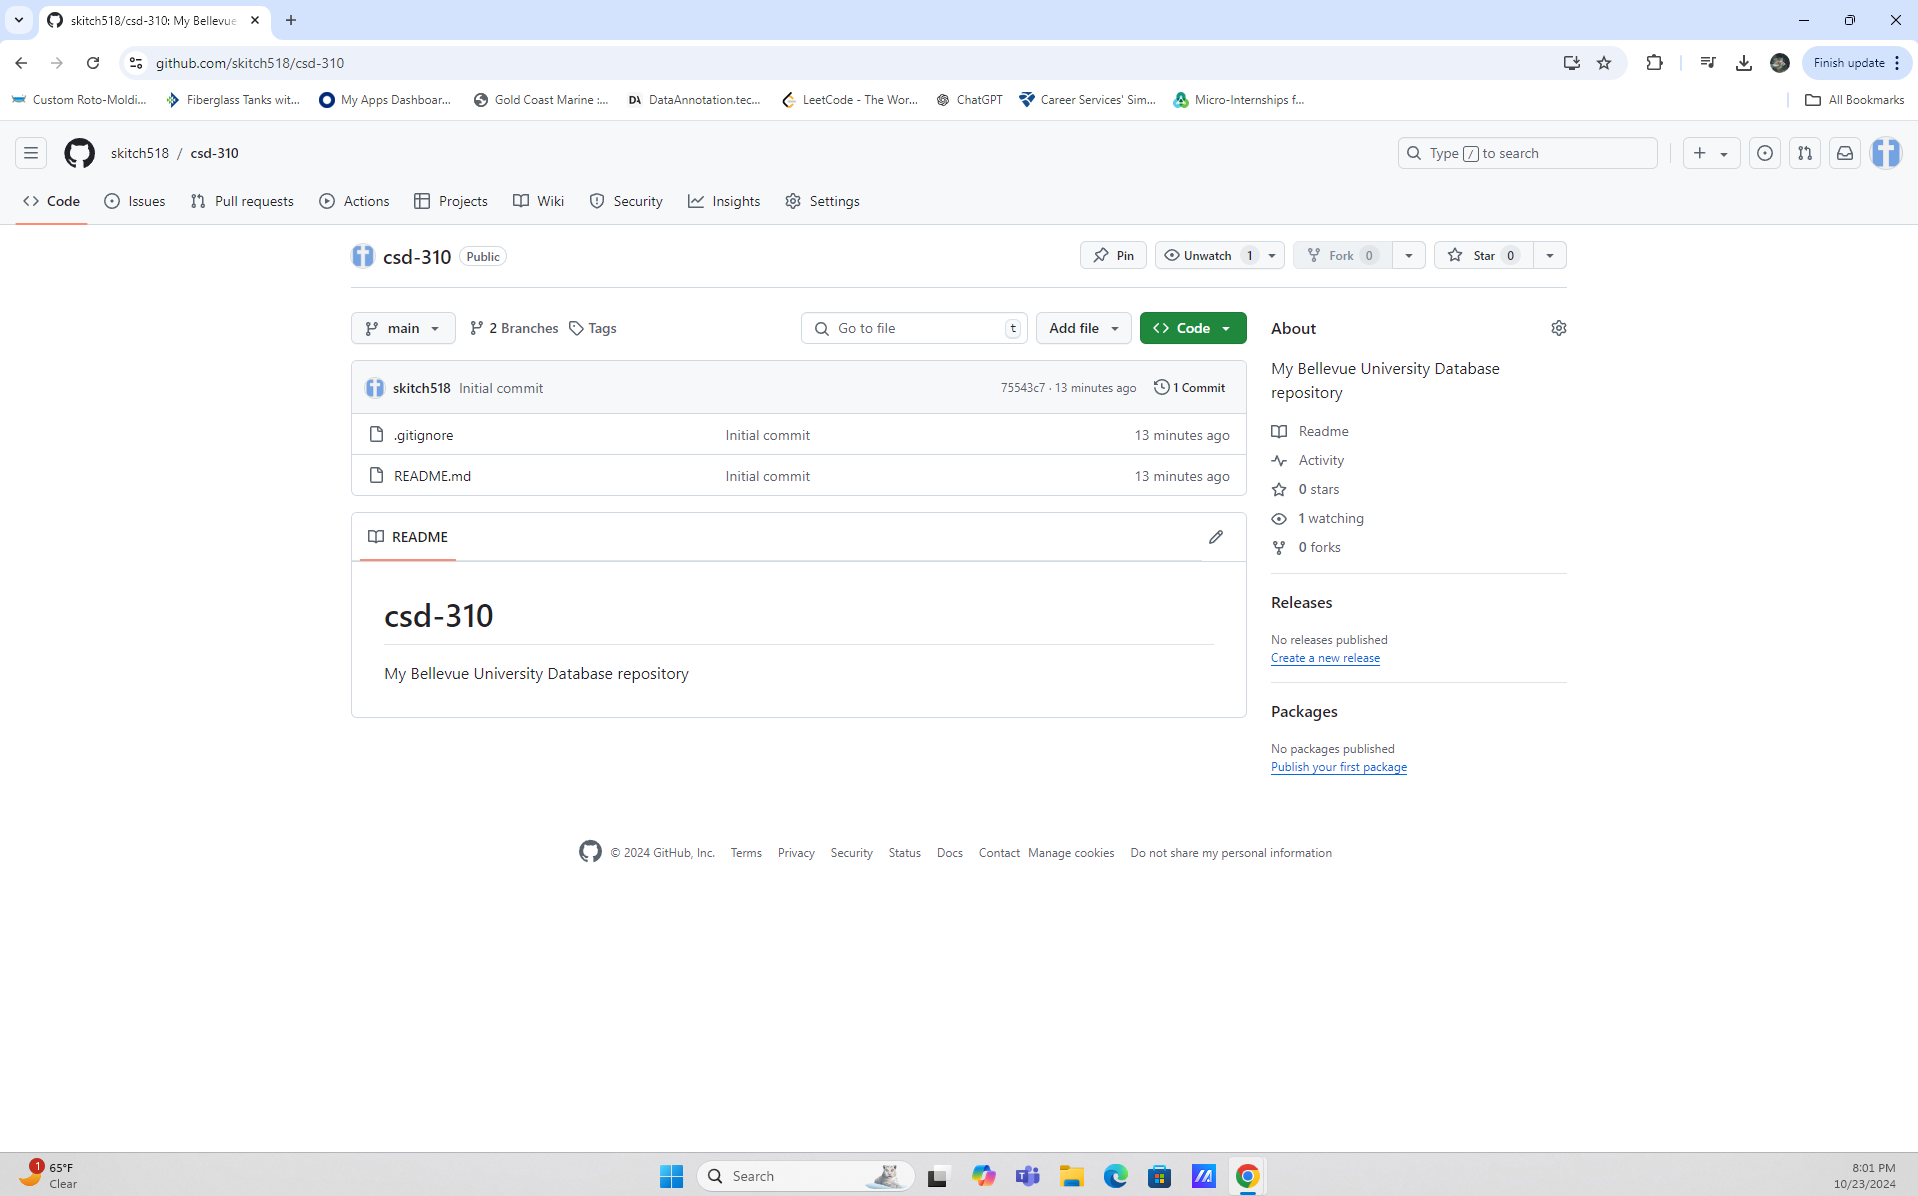 skitch518/csd-310: My Bellevue
github.com/skitch518/csd-310
Finish update
Custom Roto-Moldi...
Fiberglass Tanks wit...
My Apps Dashboar...
Gold Coast Marine :...
DATAANNOTATION
DataAnnotation.tec...
LeetCode - The Wor...
ChatGPT
Career Services' Sim...
Micro-Internships f...
All Bookmarks
skitch518 / csd-310
Type / to search
Code
Issues
Pull requests
Actions
Projects
Wiki
Security
Insights
Settings
csd-310 Public
Pin
Unwatch 1
Fork 0
Star 0
main
2 Branches
Tags
Go to file t
Add file
Code
About
My Bellevue University Database
repository
skitch518 Initial commit 75543c7 · 13 minutes ago 1 Commit
.gitignore Initial commit 13 minutes ago
README.md Initial commit 13 minutes ago
Readme
Activity
0 stars
1 watching
0 forks
README
csd-310
My Bellevue University Database repository
Releases
No releases published
Create a new release
Packages
No packages published
Publish your first package
© 2024 GitHub, Inc. Terms Privacy Security Status Docs Contact Manage cookies Do not share my personal information
1
65°F
Clear
Search
8:01 PM
10/23/2024